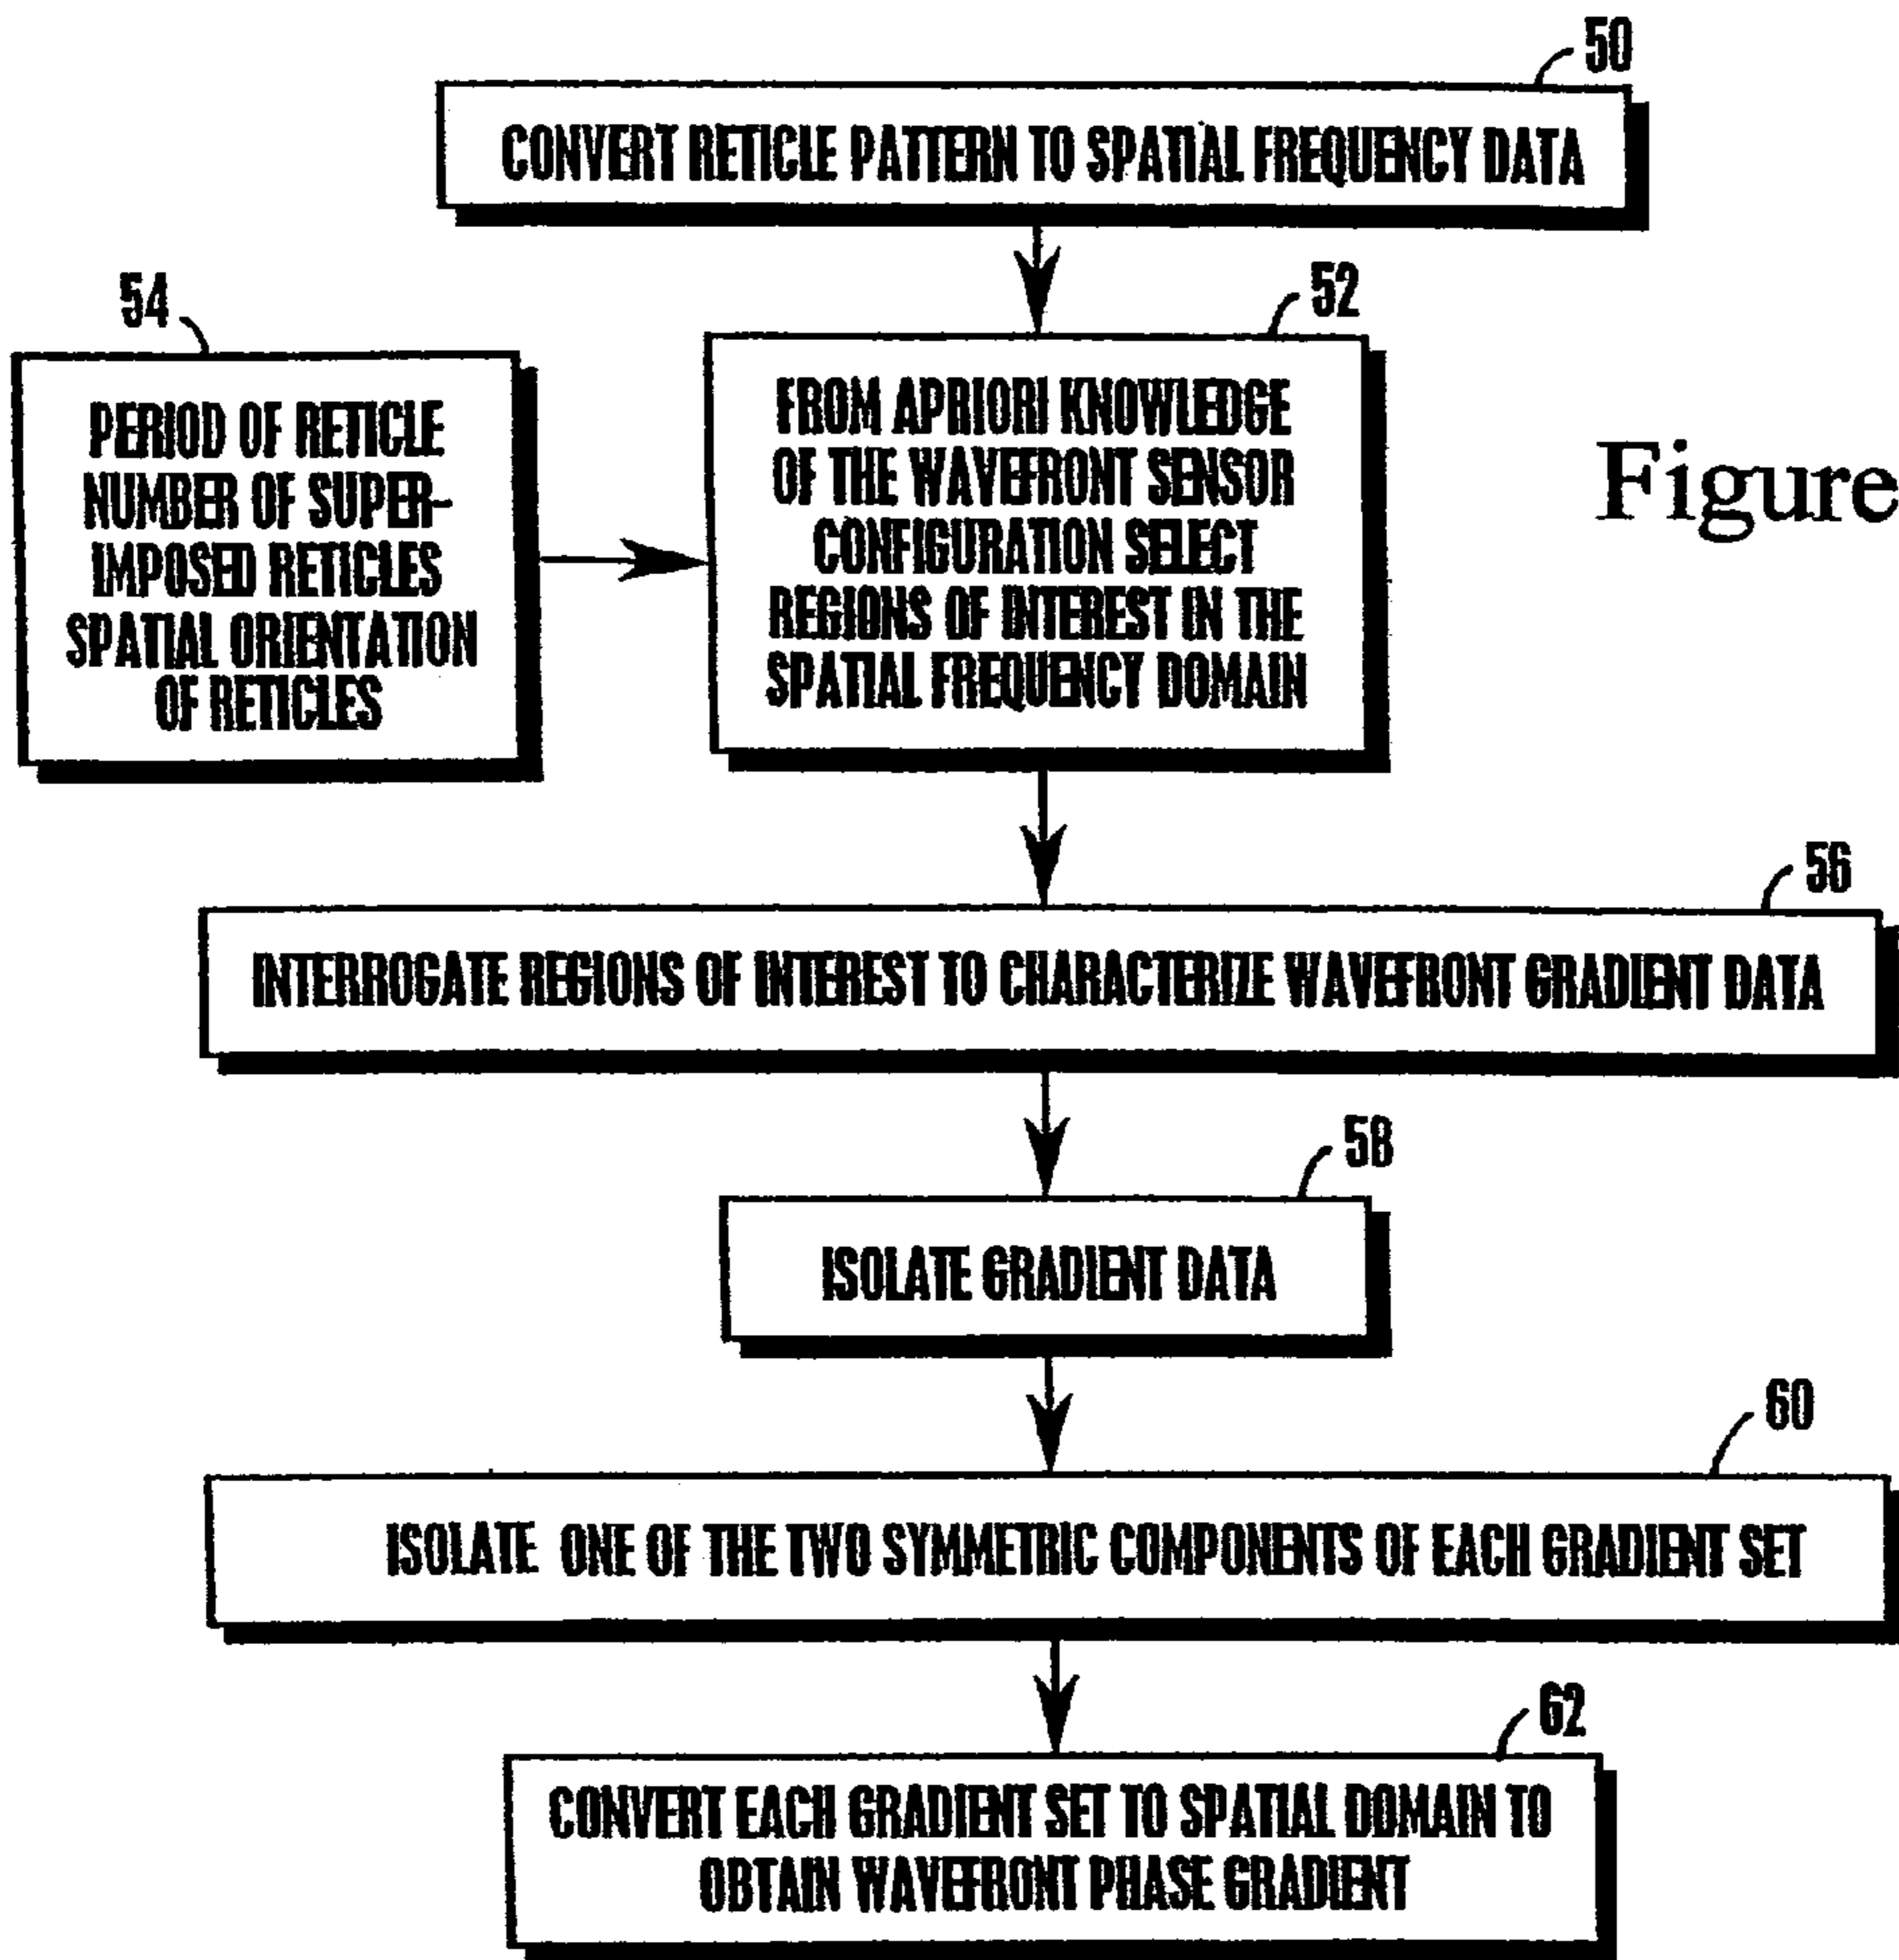 50
CONVERT RETICLE PATTERN TO SPATIAL FREQUENCY DATA
54
PERIOD OF RETICLE
NUMBER OF SUPER-
IMPOSED RETICLES
SPATIAL ORIENTATION
OF RETICLES
52
FROM APRIORI KNOWLEDGE
OF THE WAVEFRONT SENSOR
CONFIGURATION SELECT
REGIONS OF INTEREST IN THE
SPATIAL FREQUENCY DOMAIN
Figure
56
INTERROGATE REGIONS OF INTEREST TO CHARACTERIZE WAVEFRONT GRADIENT DATA
58
ISOLATE GRADIENT DATA
60
ISOLATE ONE OF THE TWO SYMMETRIC COMPONENTS OF EACH GRADIENT SET
62
CONVERT EACH GRADIENT SET TO SPATIAL DOMAIN TO
OBTAIN WAVEFRONT PHASE GRADIENT